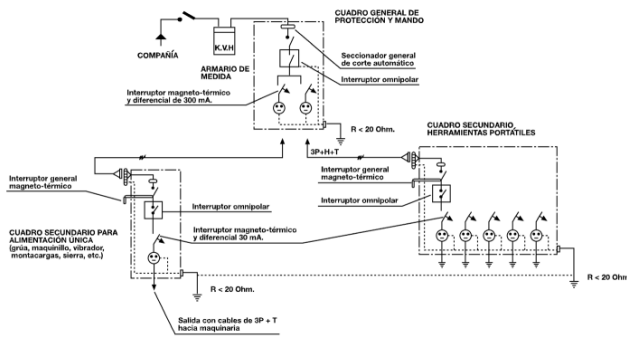 CUADRO GENERAL DE
PROTECCIÓN Y MANDO
COMPAÑÍA
K.V.H
ARMARIO DE
MEDIDA
Seccionador general
de corte automático
Interruptor omnipolar
Interruptor magneto-térmico
y diferencial de 300 mA.
R < 20 Ohm.
CUADRO SECUNDARIO,
HERRAMIENTAS PORTÁTILES
3P+H+T
Interruptor general
magneto-térmico
Interruptor omnipolar
Interruptor general
magneto-térmico
Interruptor omnipolar
CUADRO SECUNDARIO PARA
ALIMENTACIÓN ÚNICA
(grúa, maquinillo, vibrador,
montacargas, sierra, etc.)
Interruptor magneto-térmico
y diferencial 30 mA.
R < 20 Ohm.
R < 20 Ohm
Salida con cables de 3P + T
hacia maquinaria